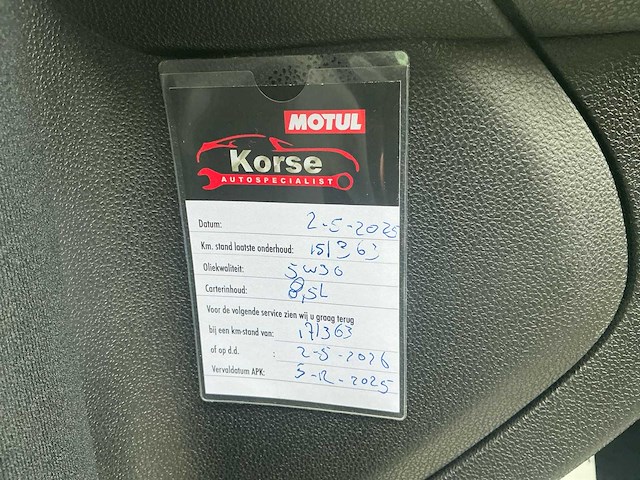 MOTUL
Korse
AUTOSPECIALIST
Datum: 2-5-2025
Km. stand laatste onderhoud: 151363
Oliekwaliteit: 5W30
Carterinhoud: 8,5L
Voor de volgende service zien wij u graag terug
bij een km-stand van: 171363
of op d.d. : 2-5-2026
Vervaldatum APK: 5-12-2025